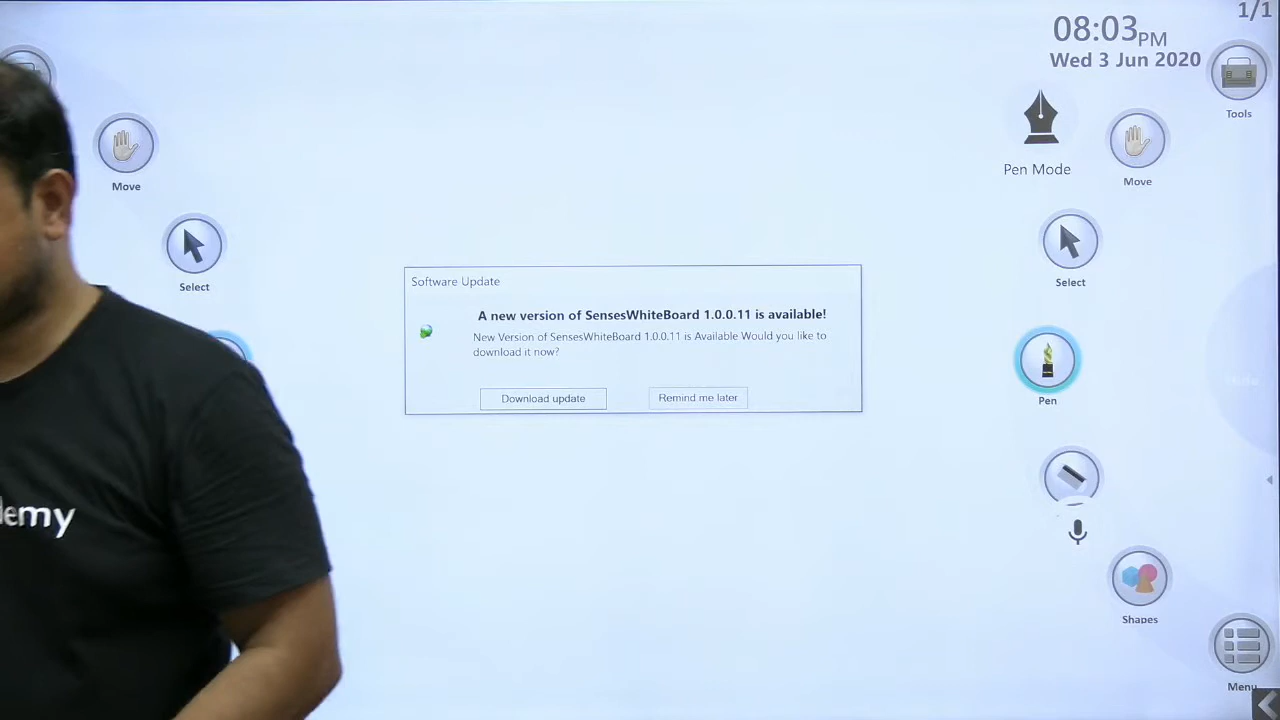 1/1
08:03PM
Wed 3 Jun 2020
Tools
Pen Mode
Move
Move
Select
Select
Software Update
A new version of SensesWhiteBoard 1.0.0.11 is available!
New Version of SensesWhiteBoard 1.0.0.11 is Available Would you like to
download it now?
Download update
Remind me later
Pen
demy
Shapes
Menu